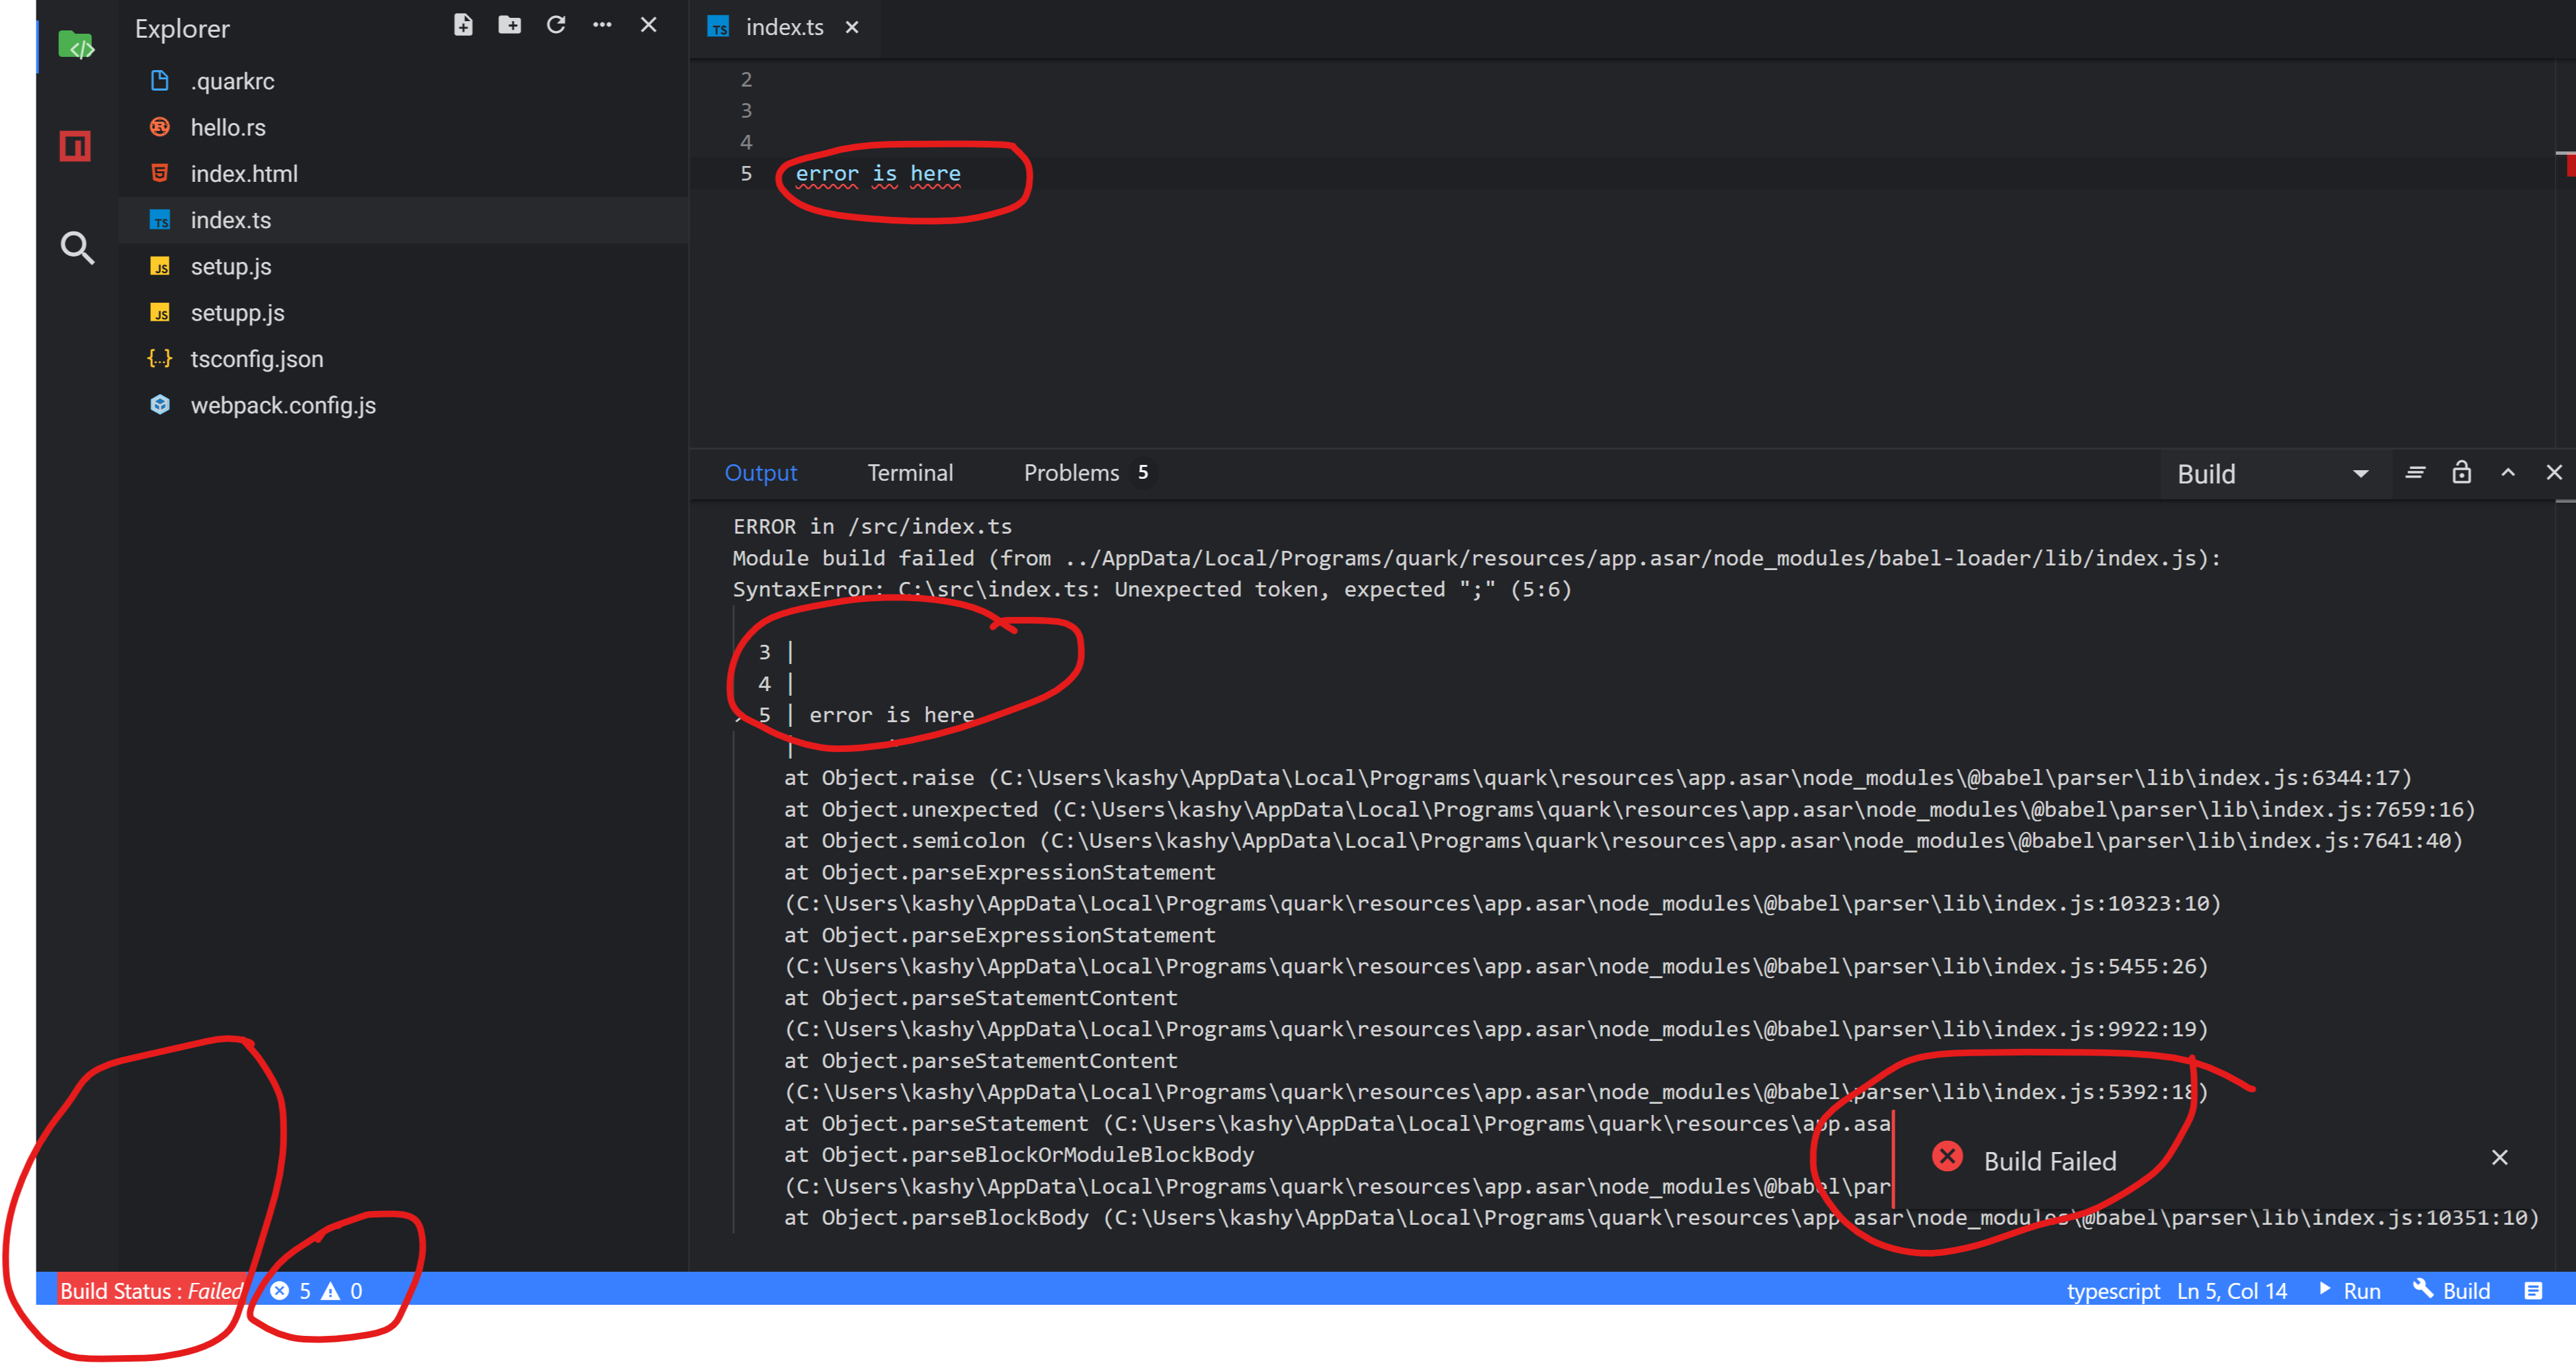 Explorer
.quarkrc
hello.rs
index.html
index.ts
setup.js
setupp.js
tsconfig.json
webpack.config.js
TS index.ts
2
3
4
5 error is here
Output Terminal Problems 5 Build
ERROR in /src/index.ts
Module build failed (from ../AppData/Local/Programs/quark/resources/app.asar/node_modules/babel-loader/lib/index.js):
SyntaxError: C:\src\index.ts: Unexpected token, expected ";" (5:6)
3 |
4 |
> 5 | error is here
|
at Object.raise (C:\Users\kashy\AppData\Local\Programs\quark\resources\app.asar\node_modules\@babel\parser\lib\index.js:6344:17)
at Object.unexpected (C:\Users\kashy\AppData\Local\Programs\quark\resources\app.asar\node_modules\@babel\parser\lib\index.js:7659:16)
at Object.semicolon (C:\Users\kashy\AppData\Local\Programs\quark\resources\app.asar\node_modules\@babel\parser\lib\index.js:7641:40)
at Object.parseExpressionStatement
(C:\Users\kashy\AppData\Local\Programs\quark\resources\app.asar\node_modules\@babel\parser\lib\index.js:10323:10)
at Object.parseExpressionStatement
(C:\Users\kashy\AppData\Local\Programs\quark\resources\app.asar\node_modules\@babel\parser\lib\index.js:5455:26)
at Object.parseStatementContent
(C:\Users\kashy\AppData\Local\Programs\quark\resources\app.asar\node_modules\@babel\parser\lib\index.js:9922:19)
at Object.parseStatementContent
(C:\Users\kashy\AppData\Local\Programs\quark\resources\app.asar\node_modules\@babel\parser\lib\index.js:5392:18)
at Object.parseStatement (C:\Users\kashy\AppData\Local\Programs\quark\resources\app.asa
at Object.parseBlockOrModuleBlockBody
(C:\Users\kashy\AppData\Local\Programs\quark\resources\app.asar\node_modules\@babel\par
at Object.parseBlockBody (C:\Users\kashy\AppData\Local\Programs\quark\resources\app.asar\node_modules\@babel\parser\lib\index.js:10351:10)
Build Failed
Build Status : Failed 5 0 typescript Ln 5, Col 14 Run Build